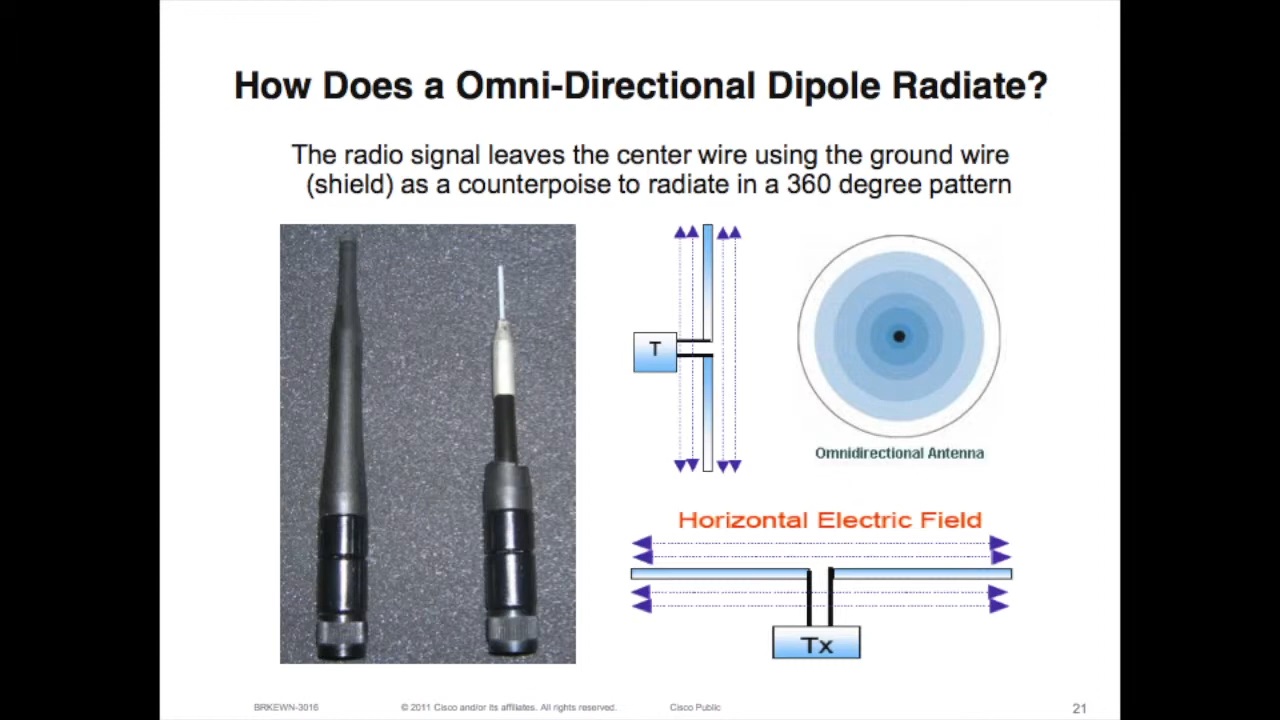 How Does a Omni-Directional Dipole Radiate?
The radio signal leaves the center wire using the ground wire
(shield) as a counterpoise to radiate in a 360 degree pattern
T
Omnidirectional Antenna
Horizontal Electric Field
Tx
BRKEWN-3016 © 2011 Cisco and/or its affiliates. All rights reserved. Cisco Public 21